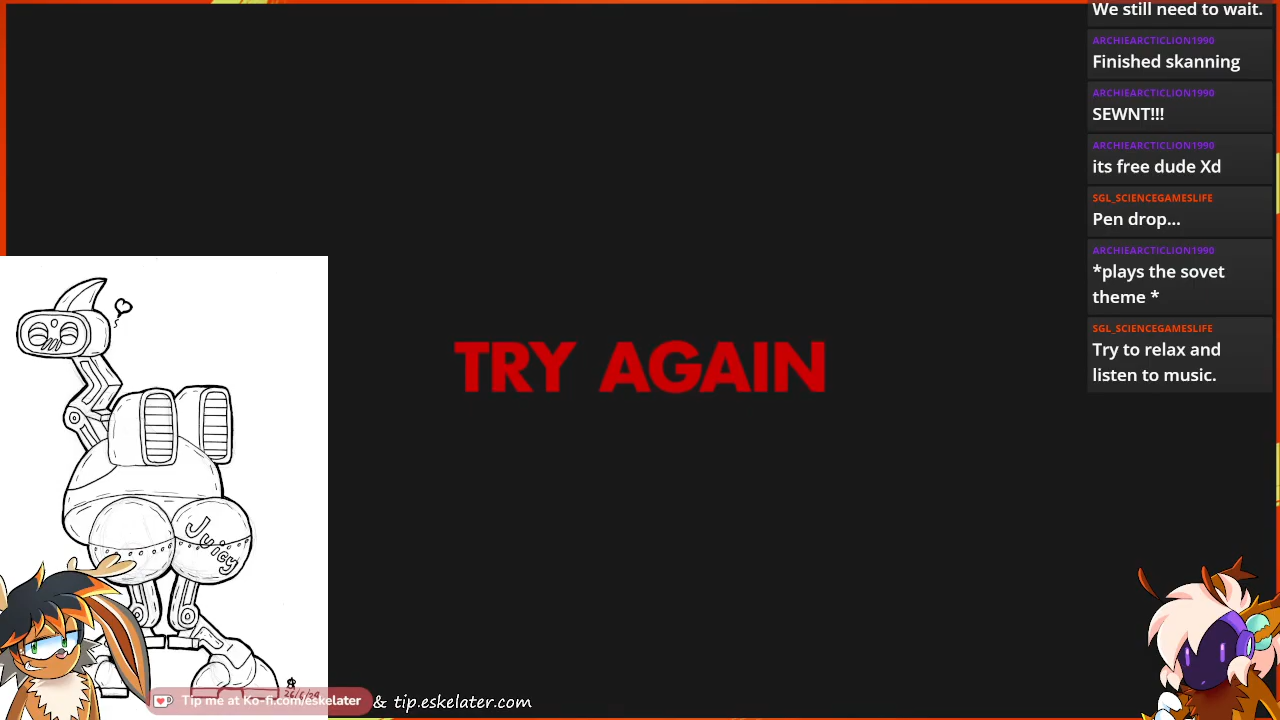 We still need to wait.
ARCHIEARCTICLION1990
Finished skanning
ARCHIEARCTICLION1990
SEWNT!!!
ARCHIEARCTICLION1990
its free dude Xd
SGL_SCIENCEGAMESLIFE
Pen drop...
ARCHIEARCTICLION1990
*plays the sovet
theme *
SGL_SCIENCEGAMESLIFE
Try to relax and
listen to music.
TRY AGAIN
Juicy
Tip me at Ko-fi.com/eskelater & tip.eskelater.com